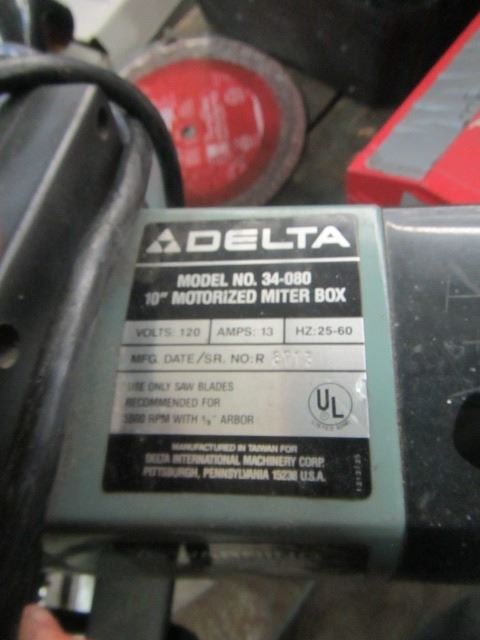 DELTA
MODEL NO. 34-080
10" MOTORIZED MITER BOX
VOLTS: 120 AMPS: 13 HZ:25-60
MFG. DATE/SR. NO: R
USE ONLY SAW BLADES
RECOMMENDED FOR
RPM WITH 5/8" ARBOR
UL
MANUFACTURED IN TAIWAN FOR
DELTA INTERNATIONAL MACHINERY CORP.
PITTSBURGH, PENNSYLVANIA 15238 U.S.A.